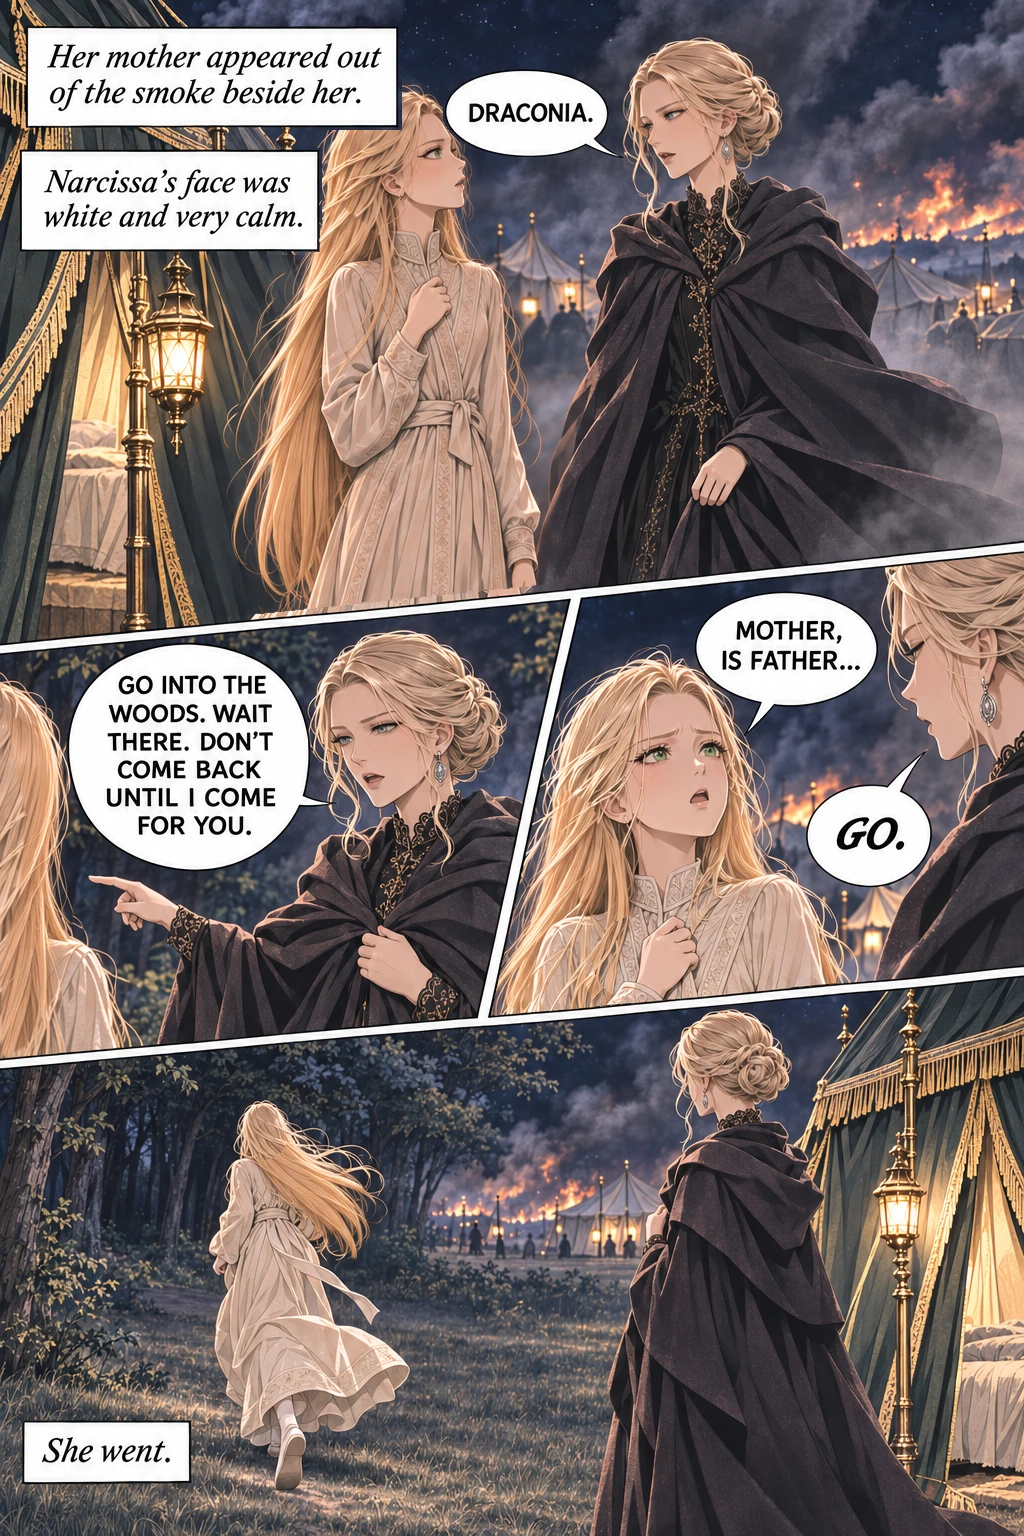 Her mother appeared out
of the smoke beside her.
DRACONIA.
Narcissa's face was
white and very calm.
GO INTO THE
WOODS. WAIT
THERE. DON'T
COME BACK
UNTIL I COME
FOR YOU.
MOTHER,
IS FATHER...
GO.
She went.